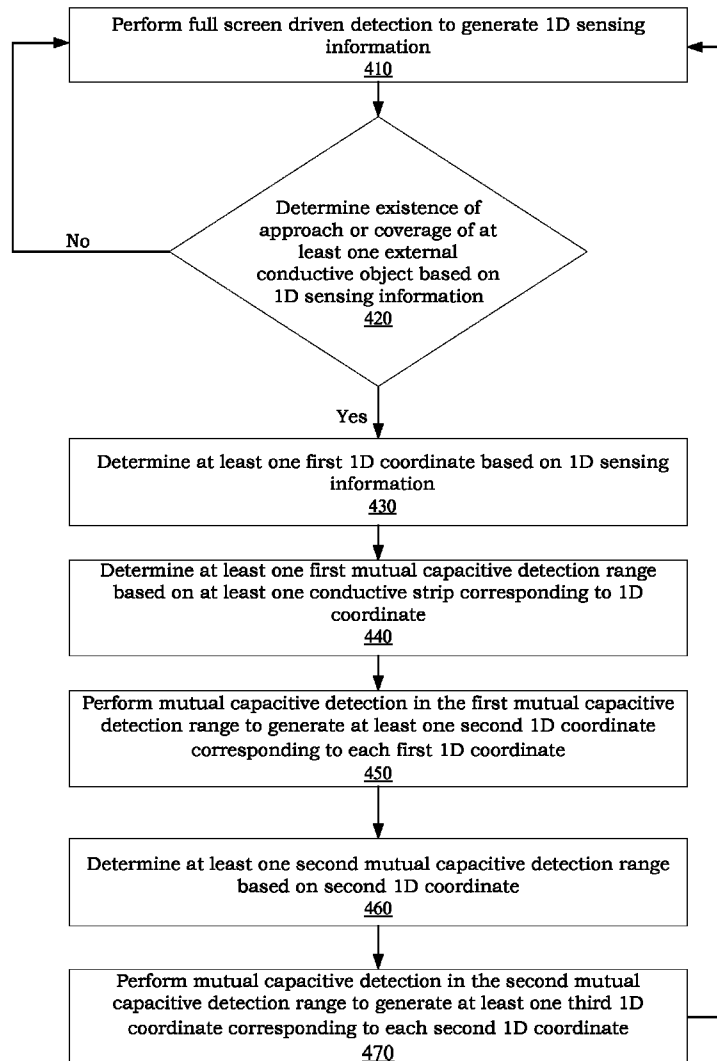 Perform full screen driven detection to generate 1D sensing
information
410
Determine existence of
approach or coverage of at
least one external
conductive object based on
1D sensing information
420
No
Yes
Determine at least one first 1D coordinate based on 1D sensing
information
430
Determine at least one first mutual capacitive detection range
based on at least one conductive strip corresponding to 1D
coordinate
440
Perform mutual capacitive detection in the first mutual capacitive
detection range to generate at least one second 1D coordinate
corresponding to each first 1D coordinate
450
Determine at least one second mutual capacitive detection range
based on second 1D coordinate
460
Perform mutual capacitive detection in the second mutual
capacitive detection range to generate at least one third 1D
coordinate corresponding to each second 1D coordinate
470